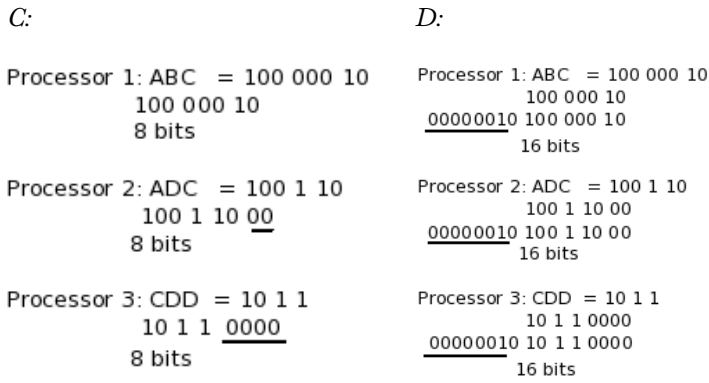 C:
Processor 1: ABC = 100 000 10
100 000 10
8 bits
Processor 2: ADC = 100 1 10
100 1 10 00
8 bits
Processor 3: CDD = 10 1 1
10 1 1 0000
8 bits
D:
Processor 1: ABC = 100 000 10
100 000 10
00000010 100 000 10
16 bits
Processor 2: ADC = 100 1 10
100 1 10 00
00000010 100 1 10 00
16 bits
Processor 3: CDD = 10 1 1
10 1 1 0000
00000010 10 1 1 0000
16 bits